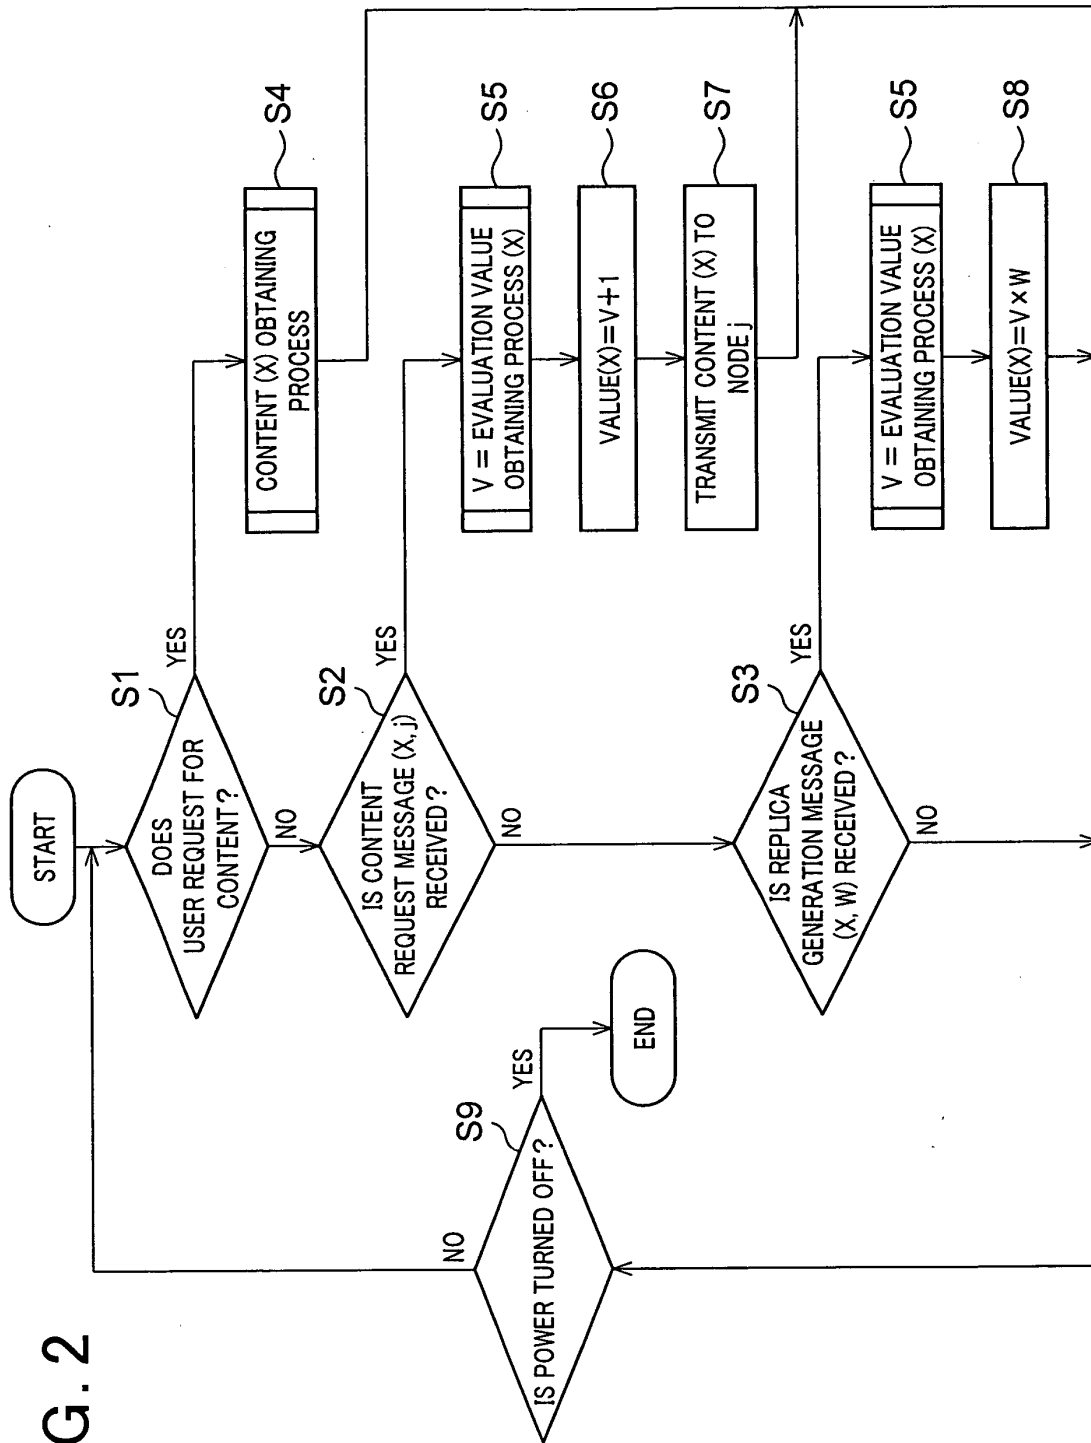 G. 2
START
S1
DOES
USER REQUEST FOR
CONTENT?
YES
NO
S4
CONTENT (X) OBTAINING
PROCESS
S2
IS CONTENT
REQUEST MESSAGE (X, j)
RECEIVED?
YES
NO
S5
V = EVALUATION VALUE
OBTAINING PROCESS (X)
S6
VALUE(X)=V+1
S7
TRANSMIT CONTENT (X) TO
NODE j
S3
IS REPLICA
GENERATION MESSAGE
(X, W) RECEIVED?
YES
NO
S5
V = EVALUATION VALUE
OBTAINING PROCESS (X)
S8
VALUE(X)=V×W
S9
IS POWER TURNED OFF?
NO
YES
END